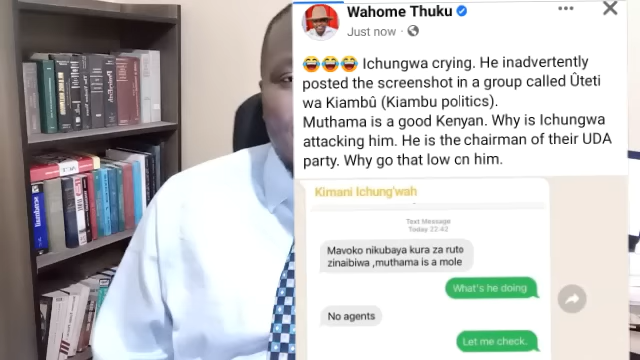 Wahome Thuku
Just now ·
😂😂😂 Ichungwa crying. He inadvertently
posted the screenshot in a group called Ûteti
wa Kiambû (Kiambu politics).
Muthama is a good Kenyan. Why is Ichungwa
attacking him. He is the chairman of their UDA
party. Why go that low on him.
Kimani Ichung'wah
Text Message
Today 22:42
Mavoko nikubaya kura za ruto
zinaibiwa ,muthama is a mole
What's he doing
No agents
Let me check.